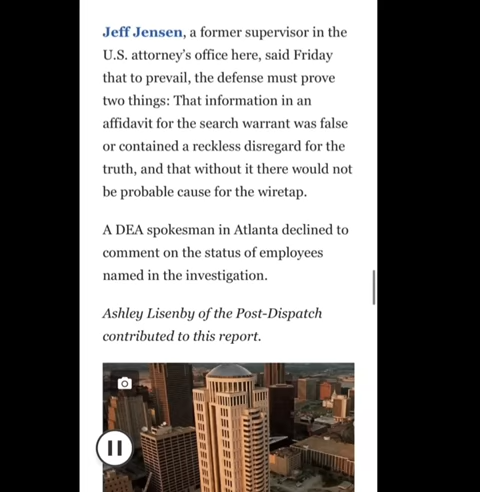 Jeff Jensen, a former supervisor in the
U.S. attorney’s office here, said Friday
that to prevail, the defense must prove
two things: That information in an
affidavit for the search warrant was false
or contained a reckless disregard for the
truth, and that without it there would not
be probable cause for the wiretap.
A DEA spokesman in Atlanta declined to
comment on the status of employees
named in the investigation.
Ashley Lisenby of the Post-Dispatch
contributed to this report.